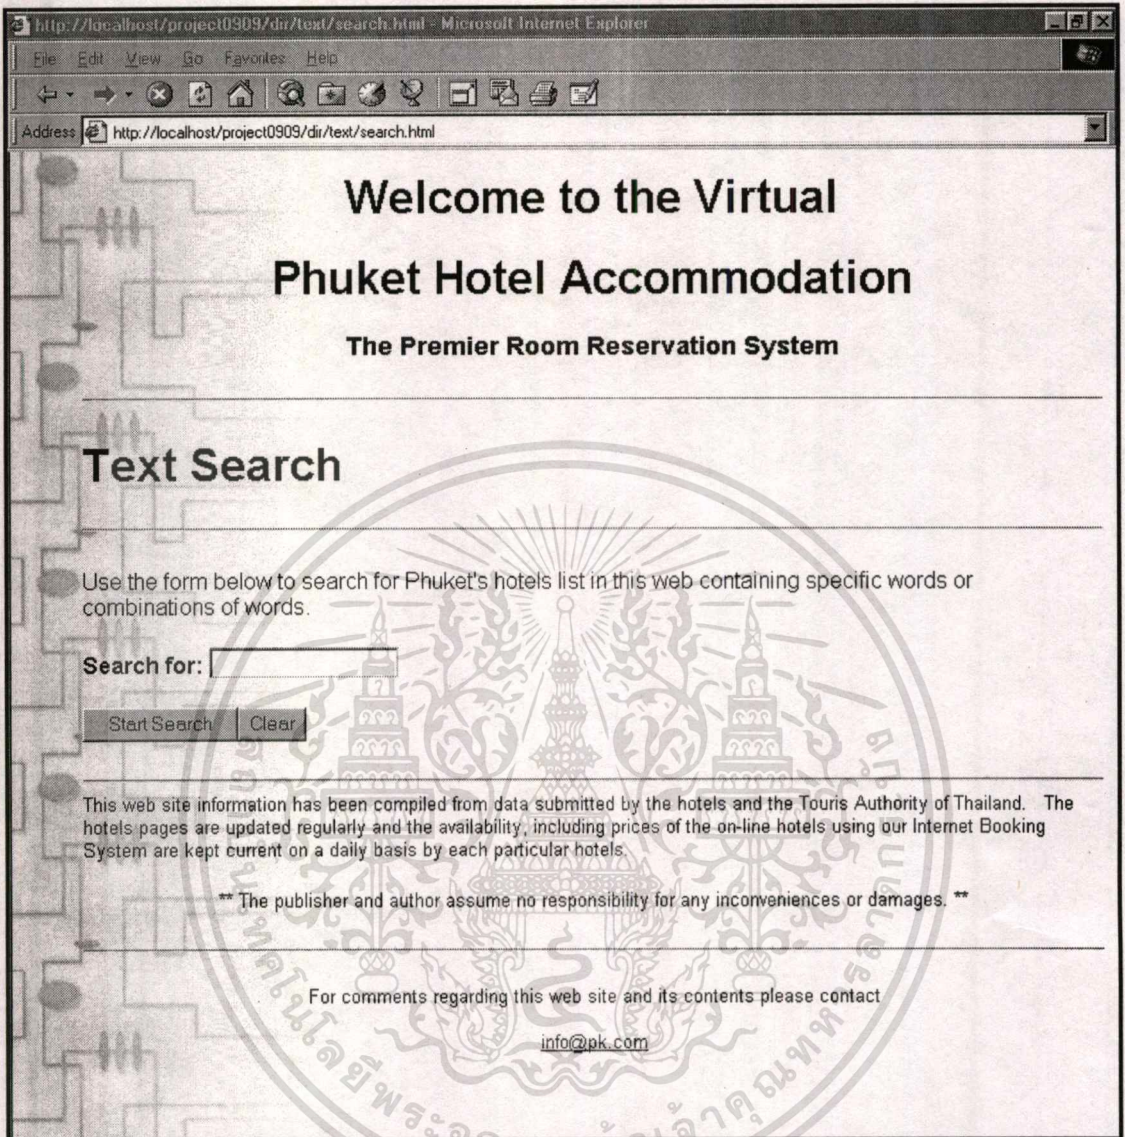 http://localhost/project0909/dir/text/search.html - Microsoft Internet Explorer
File Edit View Go Favorites Help
Address http://localhost/project0909/dir/text/search.html
Welcome to the Virtual
Phuket Hotel Accommodation
The Premier Room Reservation System
Text Search
Use the form below to search for Phuket's hotels list in this web containing specific words or
combinations of words.
Search for:
Start Search Clear
This web site information has been compiled from data submitted by the hotels and the Touris Authority of Thailand. The
hotels pages are updated regularly and the availability, including prices of the on-line hotels using our Internet Booking
System are kept current on a daily basis by each particular hotels.
** The publisher and author assume no responsibility for any inconveniences or damages. **
For comments regarding this web site and its contents please contact
info@pk.com